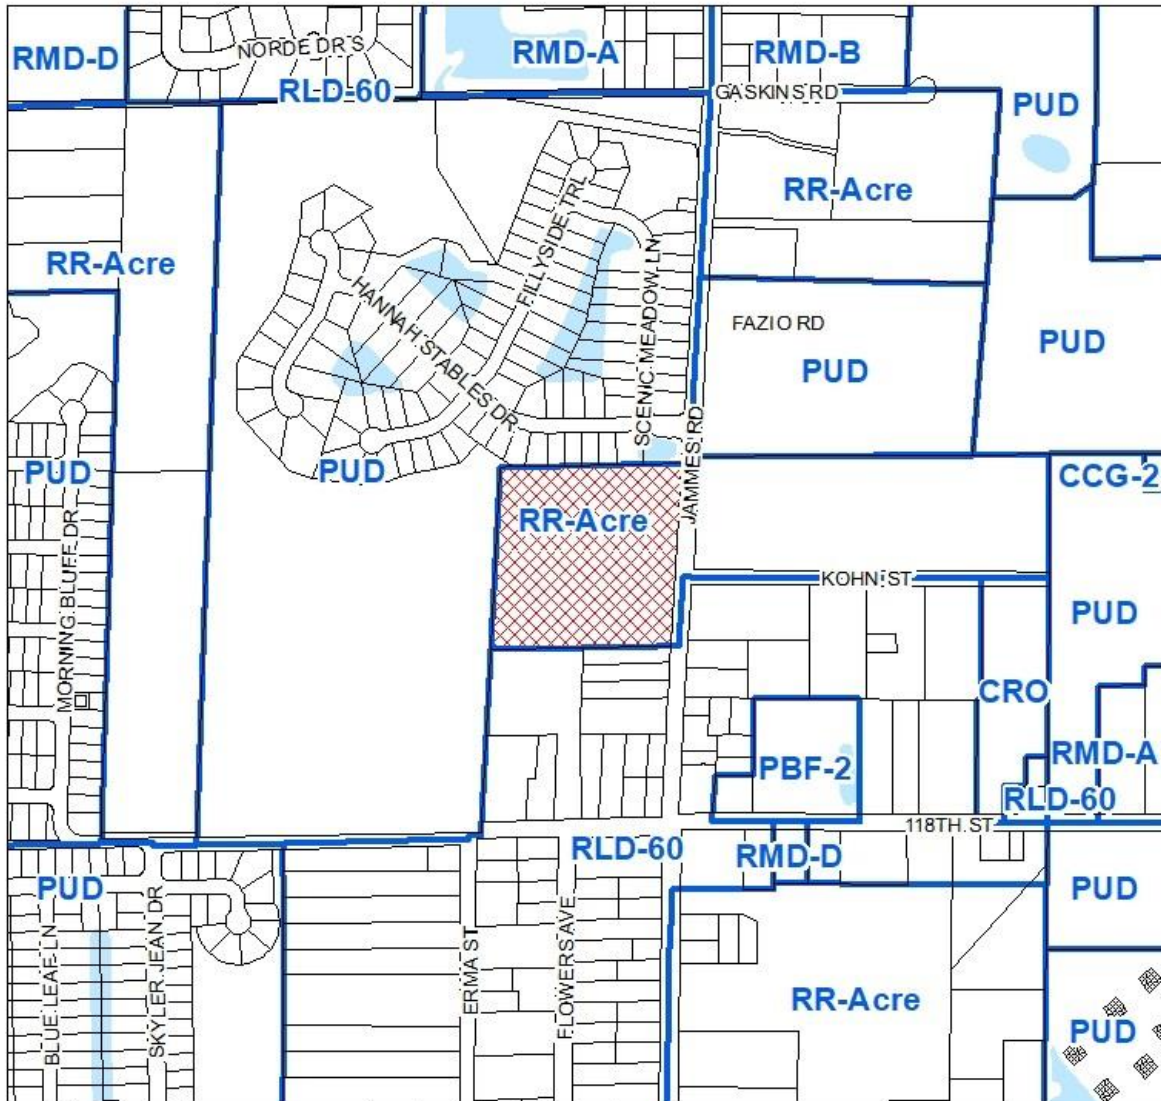 NORDE DR S
RMD-D
RMD-A
RMD-B
RLD-60
GASKINS RD
PUD
RR-Acre
FILLYSIDE TRL
RR-Acre
SCENIC MEADOW LN
HANNAH STABLES DR
FAZIO RD
PUD
PUD
JAMMES RD
PUD
PUD
CCG-2
RR-Acre
MORNING BLUFF DR
KOHN ST
PUD
CRO
RMD-A
PBF-2
RLD-60
118TH ST
RLD-60
RMD-D
PUD
PUD
BLUE LEAF LN
SKYLER JEAN DR
ERMA ST
FLOWERS AVE
RR-Acre
PUD